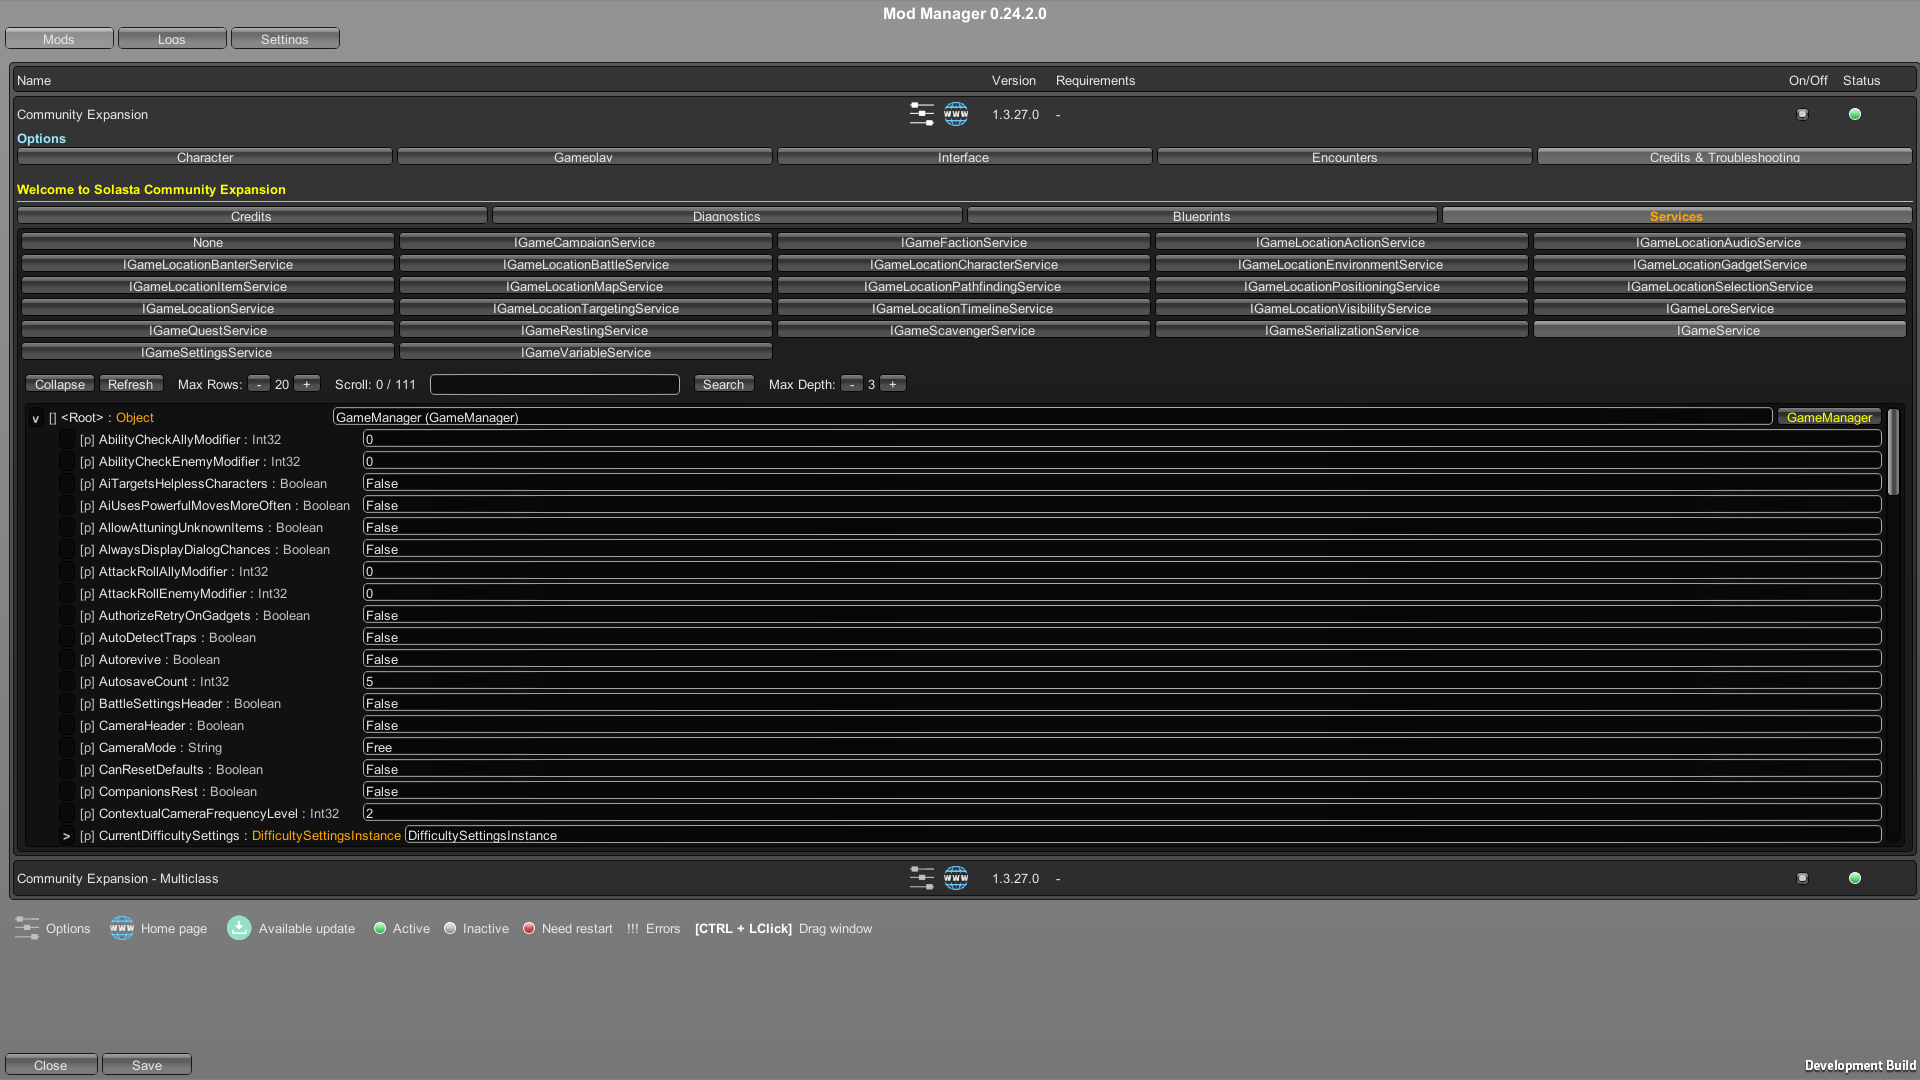 Mod Manager 0.24.2.0
Mods Logs Settings
Name Version Requirements On/Off Status
Community Expansion WWW 1.3.27.0 -
Options
Character Gameplay Interface Encounters Credits & Troubleshooting
Welcome to Solasta Community Expansion
Credits Diagnostics Blueprints Services
None IGameCampaignService IGameFactionService IGameLocationActionService IGameLocationAudioService
IGameLocationBanterService IGameLocationBattleService IGameLocationCharacterService IGameLocationEnvironmentService IGameLocationGadgetService
IGameLocationItemService IGameLocationMapService IGameLocationPathfindingService IGameLocationPositioningService IGameLocationSelectionService
IGameLocationService IGameLocationTargetingService IGameLocationTimelineService IGameLocationVisibilityService IGameLoreService
IGameQuestService IGameRestingService IGameScavengerService IGameSerializationService IGameService
IGameSettingsService IGameVariableService
Collapse Refresh Max Rows: - 20 + Scroll: 0 / 111 Search Max Depth: - 3 +
v [] <Root> : Object GameManager (GameManager) GameManager
[p] AbilityCheckAllyModifier : Int32 0
[p] AbilityCheckEnemyModifier : Int32 0
[p] AiTargetsHelplessCharacters : Boolean False
[p] AiUsesPowerfulMovesMoreOften : Boolean False
[p] AllowAttuningUnknownItems : Boolean False
[p] AlwaysDisplayDialogChances : Boolean False
[p] AttackRollAllyModifier : Int32 0
[p] AttackRollEnemyModifier : Int32 0
[p] AuthorizeRetryOnGadgets : Boolean False
[p] AutoDetectTraps : Boolean False
[p] Autorevive : Boolean False
[p] AutosaveCount : Int32 5
[p] BattleSettingsHeader : Boolean False
[p] CameraHeader : Boolean False
[p] CameraMode : String Free
[p] CanResetDefaults : Boolean False
[p] CompanionsRest : Boolean False
[p] ContextualCameraFrequencyLevel : Int32 2
> [p] CurrentDifficultySettings : DifficultySettingsInstance DifficultySettingsInstance
Community Expansion - Multiclass WWW 1.3.27.0 -
Options WWW Home page Available update Active Inactive Need restart !!! Errors [CTRL + LClick] Drag window
Close Save
Development Build